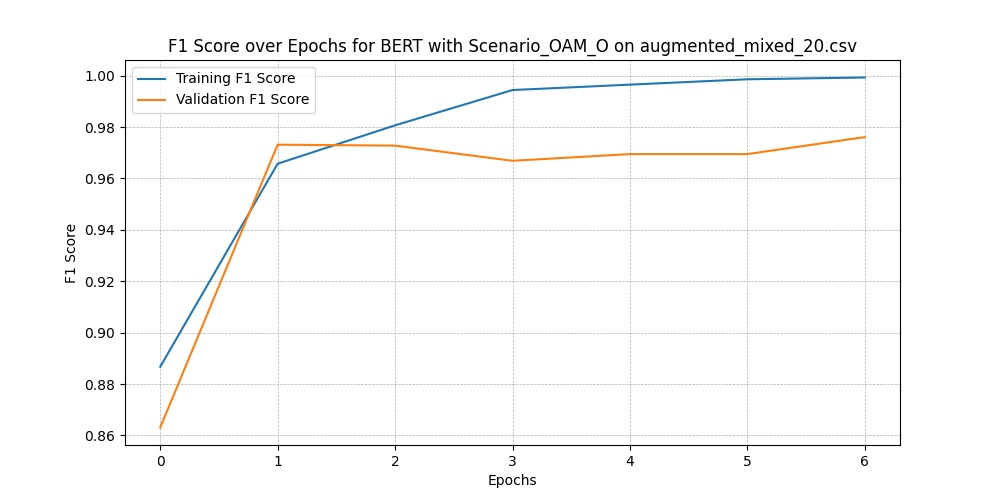 F1 Score over Epochs for BERT with Scenario_OAM_O on augmented_mixed_20.csv
Training F1 Score
Validation F1 Score
F1 Score
1.00
0.98
0.96
0.94
0.92
0.90
0.88
0.86
0 1 2 3 4 5 6
Epochs